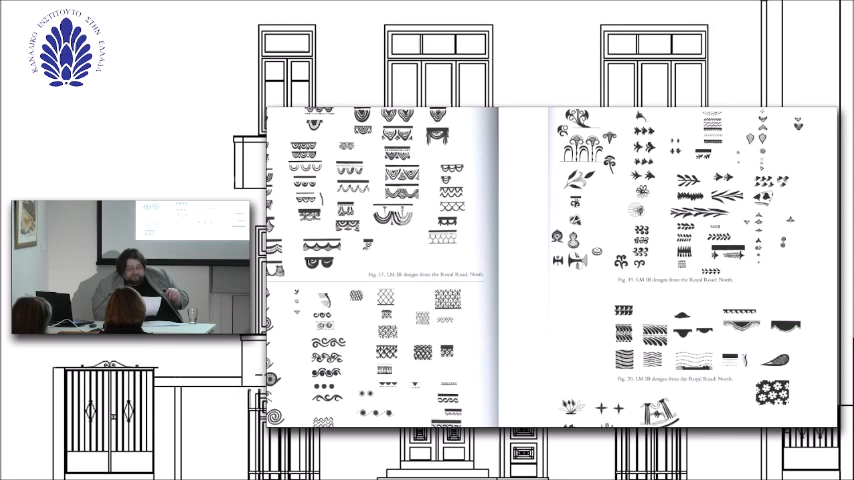 ΚΑΝΑΔΙΚΟ ΙΝΣΤΙΤΟΥΤΟ ΣΤΗΝ ΕΛΛΑΔΑ
Fig. 17. LM IB designs from the Royal Road: North.
Fig. 19. LM IB designs from the Royal Road: North.
Fig. 20. LM IB designs from the Royal Road: North.